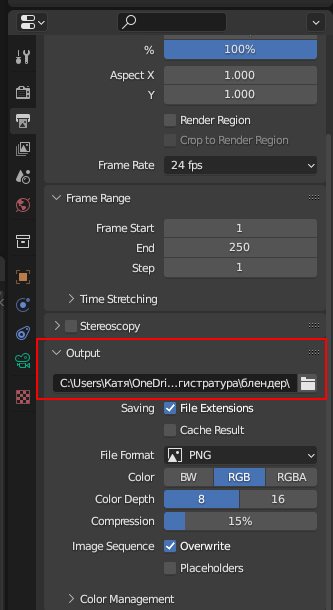 % 100%
Aspect X 1.000
Y 1.000
Render Region
Crop to Render Region
Frame Rate 24 fps
Frame Range
Frame Start 1
End 250
Step 1
Time Stretching
Stereoscopy
Output
C:\Users\Катя\OneDri...гистратура\блендер\
Saving File Extensions
Cache Result
File Format PNG
Color BW RGB RGBA
Color Depth 8 16
Compression 15%
Image Sequence Overwrite
Placeholders
Color Management